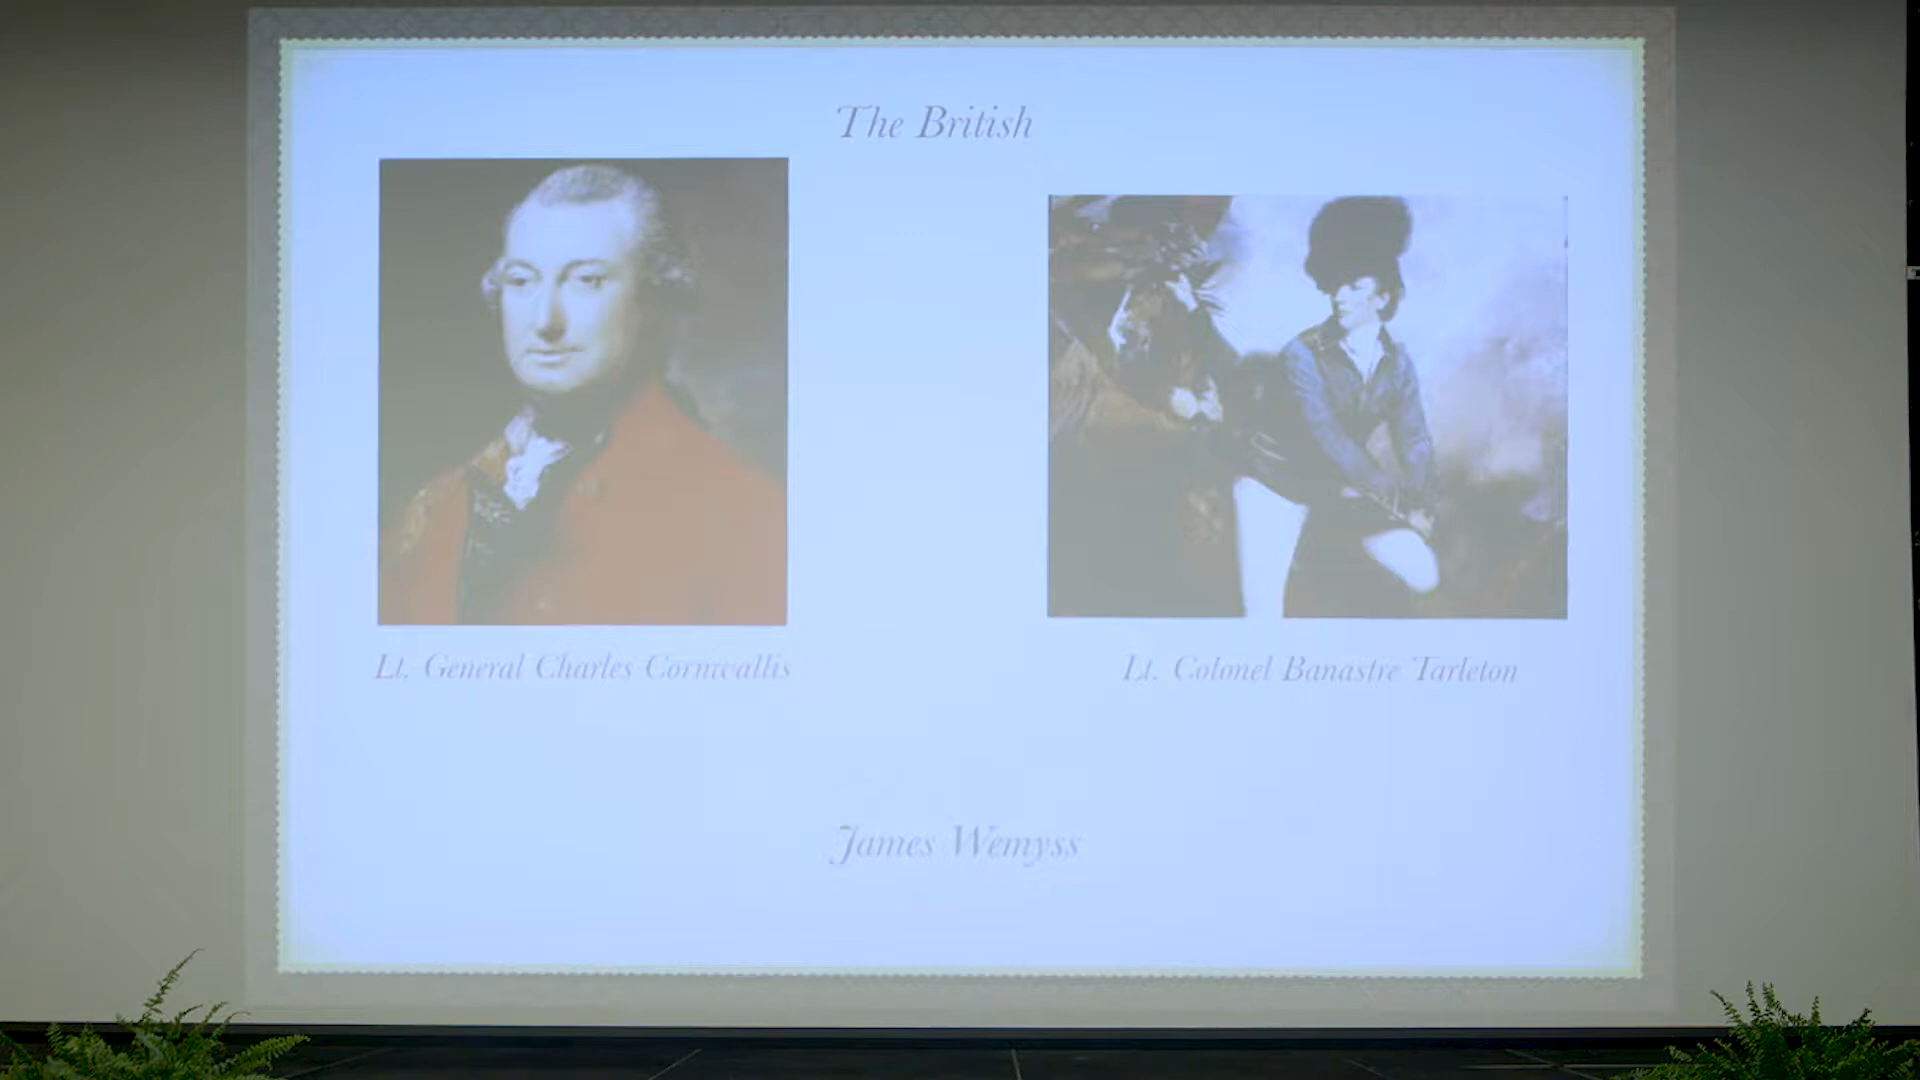 The British
Lt. General Charles Cornwallis
Lt. Colonel Banastre Tarleton
James Wemyss